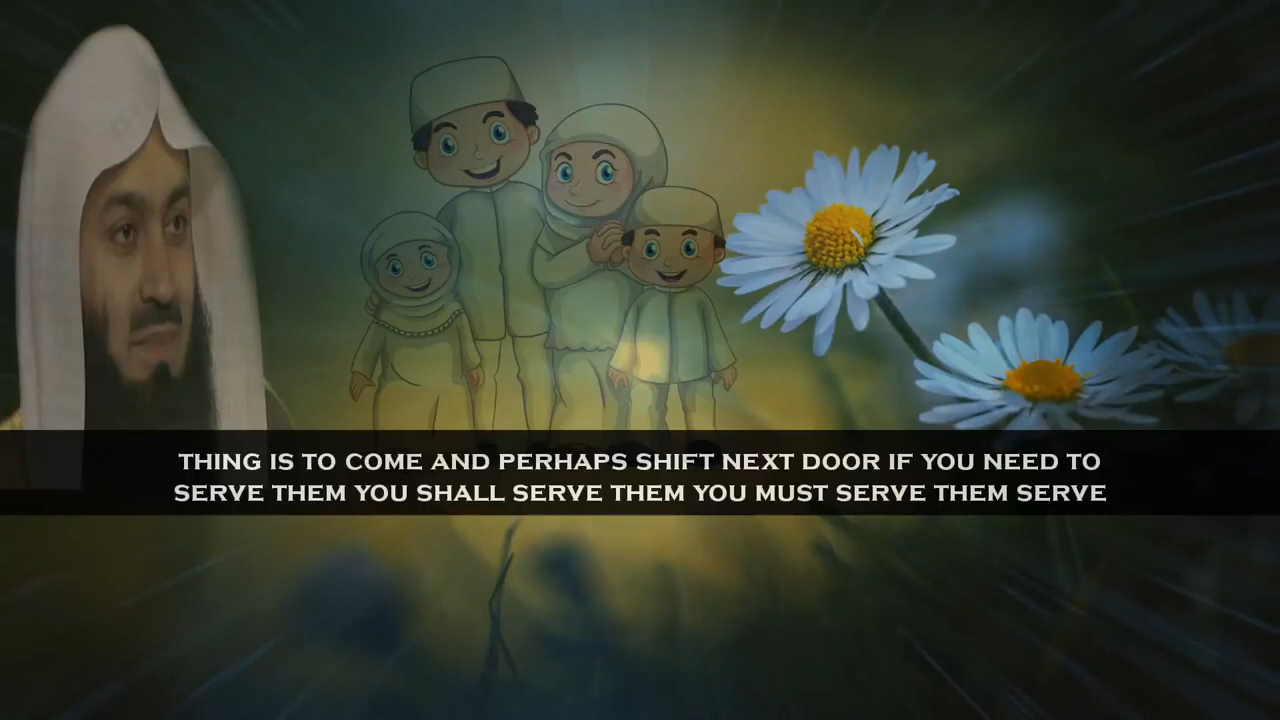 THING IS TO COME AND PERHAPS SHIFT NEXT DOOR IF YOU NEED TO
SERVE THEM YOU SHALL SERVE THEM YOU MUST SERVE THEM SERVE